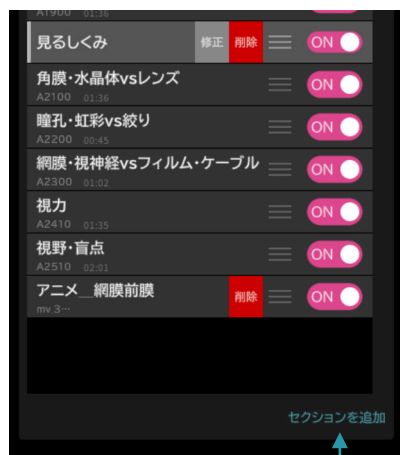 A1900 01:36
見るしくみ 修正 削除 ON
角膜・水晶体vsレンズ ON
A2100 01:36
瞳孔・虹彩vs絞り ON
A2200 00:45
網膜・視神経vsフィルム・ケーブル ON
A2300 01:02
視力 ON
A2410 01:35
視野・盲点 ON
A2510 02:01
アニメ＿網膜前膜 削除 ON
mv 3…
セクションを追加